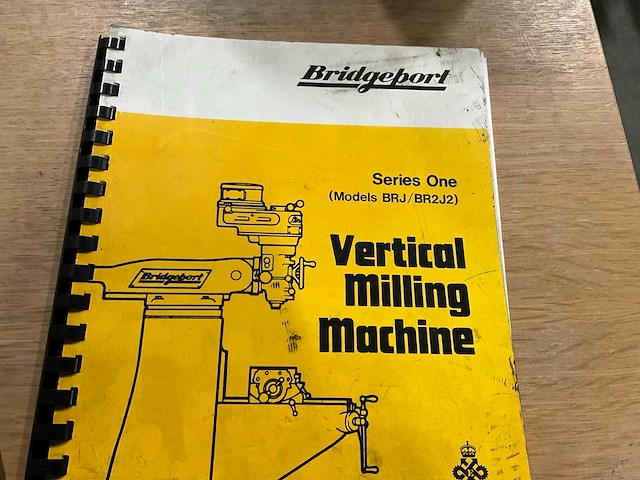 Bridgeport
Series One
(Models BRJ/BR2J2)
Vertical
Milling
Machine
Bridgeport
E